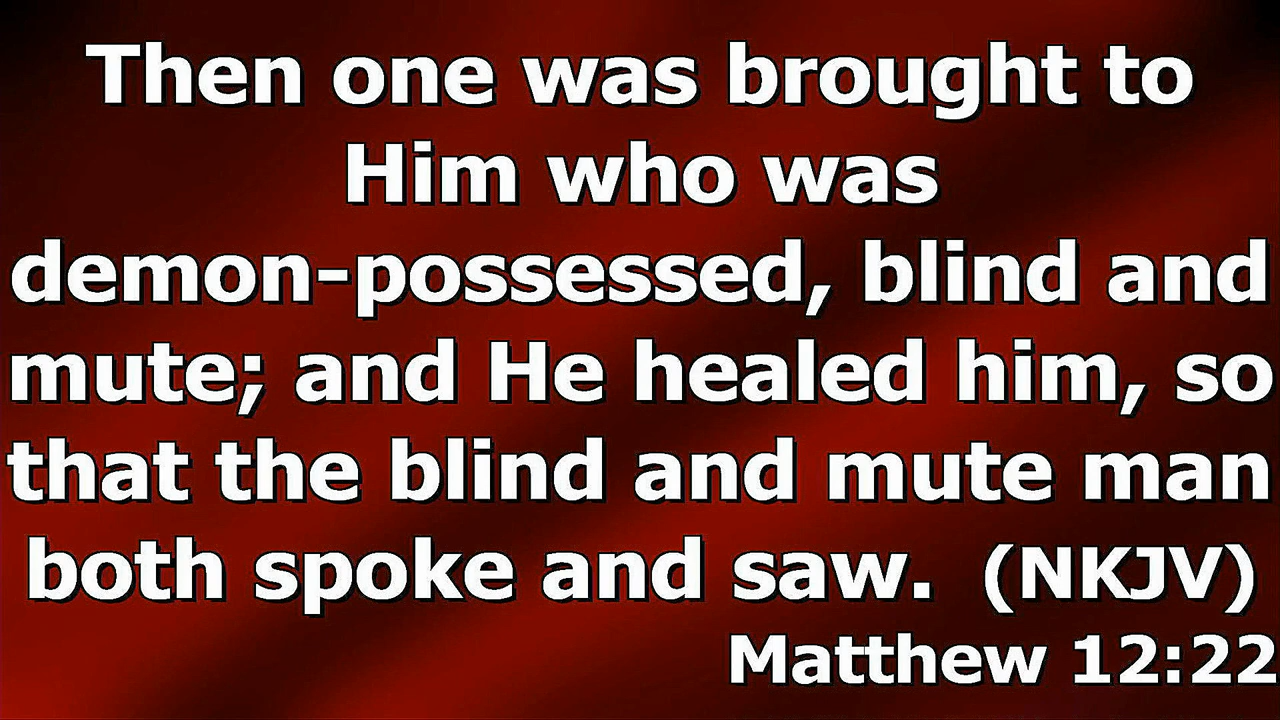 Then one was brought to
Him who was
demon-possessed, blind and
mute; and He healed him, so
that the blind and mute man
both spoke and saw. (NKJV)
Matthew 12:22